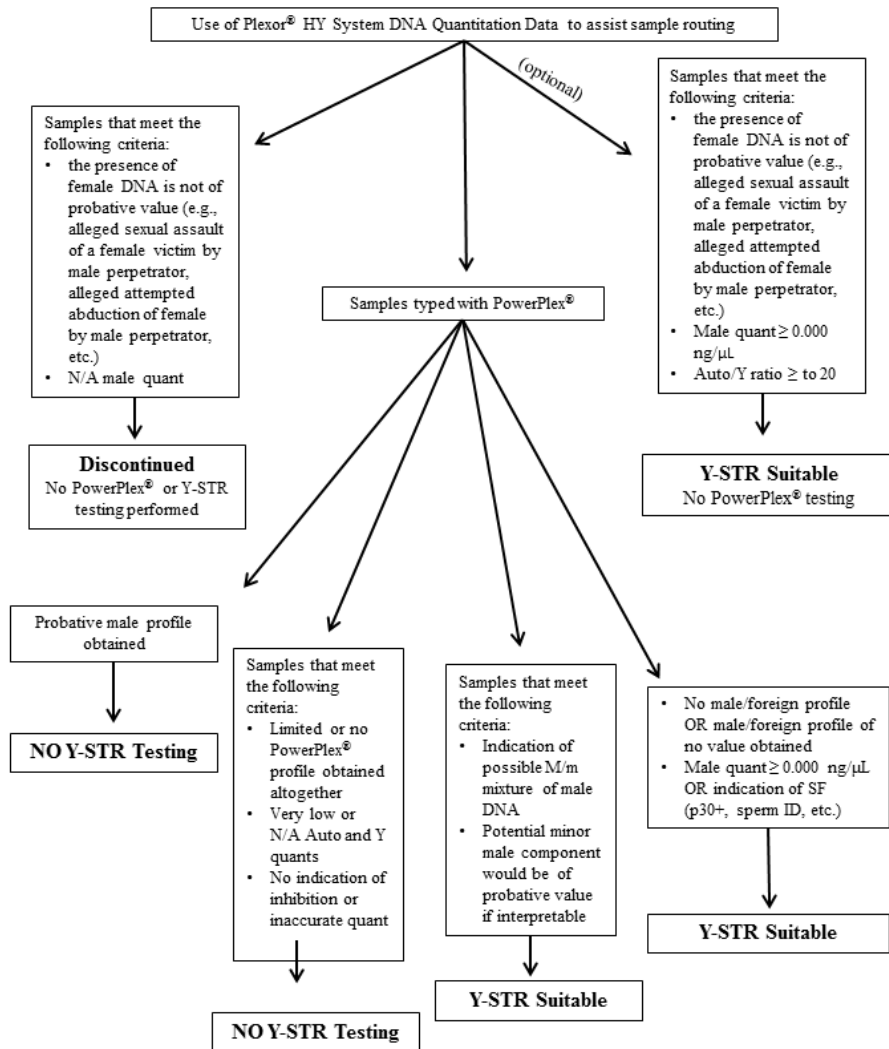 Use of Plexor® HY System DNA Quantitation Data to assist sample routing
(optional)
Samples that meet the
following criteria:
• the presence of
female DNA is not of
probative value (e.g.,
alleged sexual assault
of a female victim by
male perpetrator,
alleged attempted
abduction of female
by male perpetrator,
etc.)
• N/A male quant
Discontinued
No PowerPlex® or Y-STR
testing performed
Samples typed with PowerPlex®
Samples that meet the
following criteria:
• the presence of
female DNA is not of
probative value (e.g.,
alleged sexual assault
of a female victim by
male perpetrator,
alleged attempted
abduction of female
by male perpetrator,
etc.)
• Male quant ≥ 0.000
ng/μL
• Auto/Y ratio ≥ to 20
Y-STR Suitable
No PowerPlex® testing
Probative male profile
obtained
NO Y-STR Testing
Samples that meet
the following
criteria:
• Limited or no
PowerPlex®
profile obtained
altogether
• Very low or
N/A Auto and Y
quants
• No indication of
inhibition or
inaccurate quant
NO Y-STR Testing
Samples that meet
the following
criteria:
• Indication of
possible M/m
mixture of male
DNA
• Potential minor
male component
would be of
probative value
if interpretable
Y-STR Suitable
• No male/foreign profile
OR male/foreign profile of
no value obtained
• Male quant ≥ 0.000 ng/μL
OR indication of SF
(p30+, sperm ID, etc.)
Y-STR Suitable